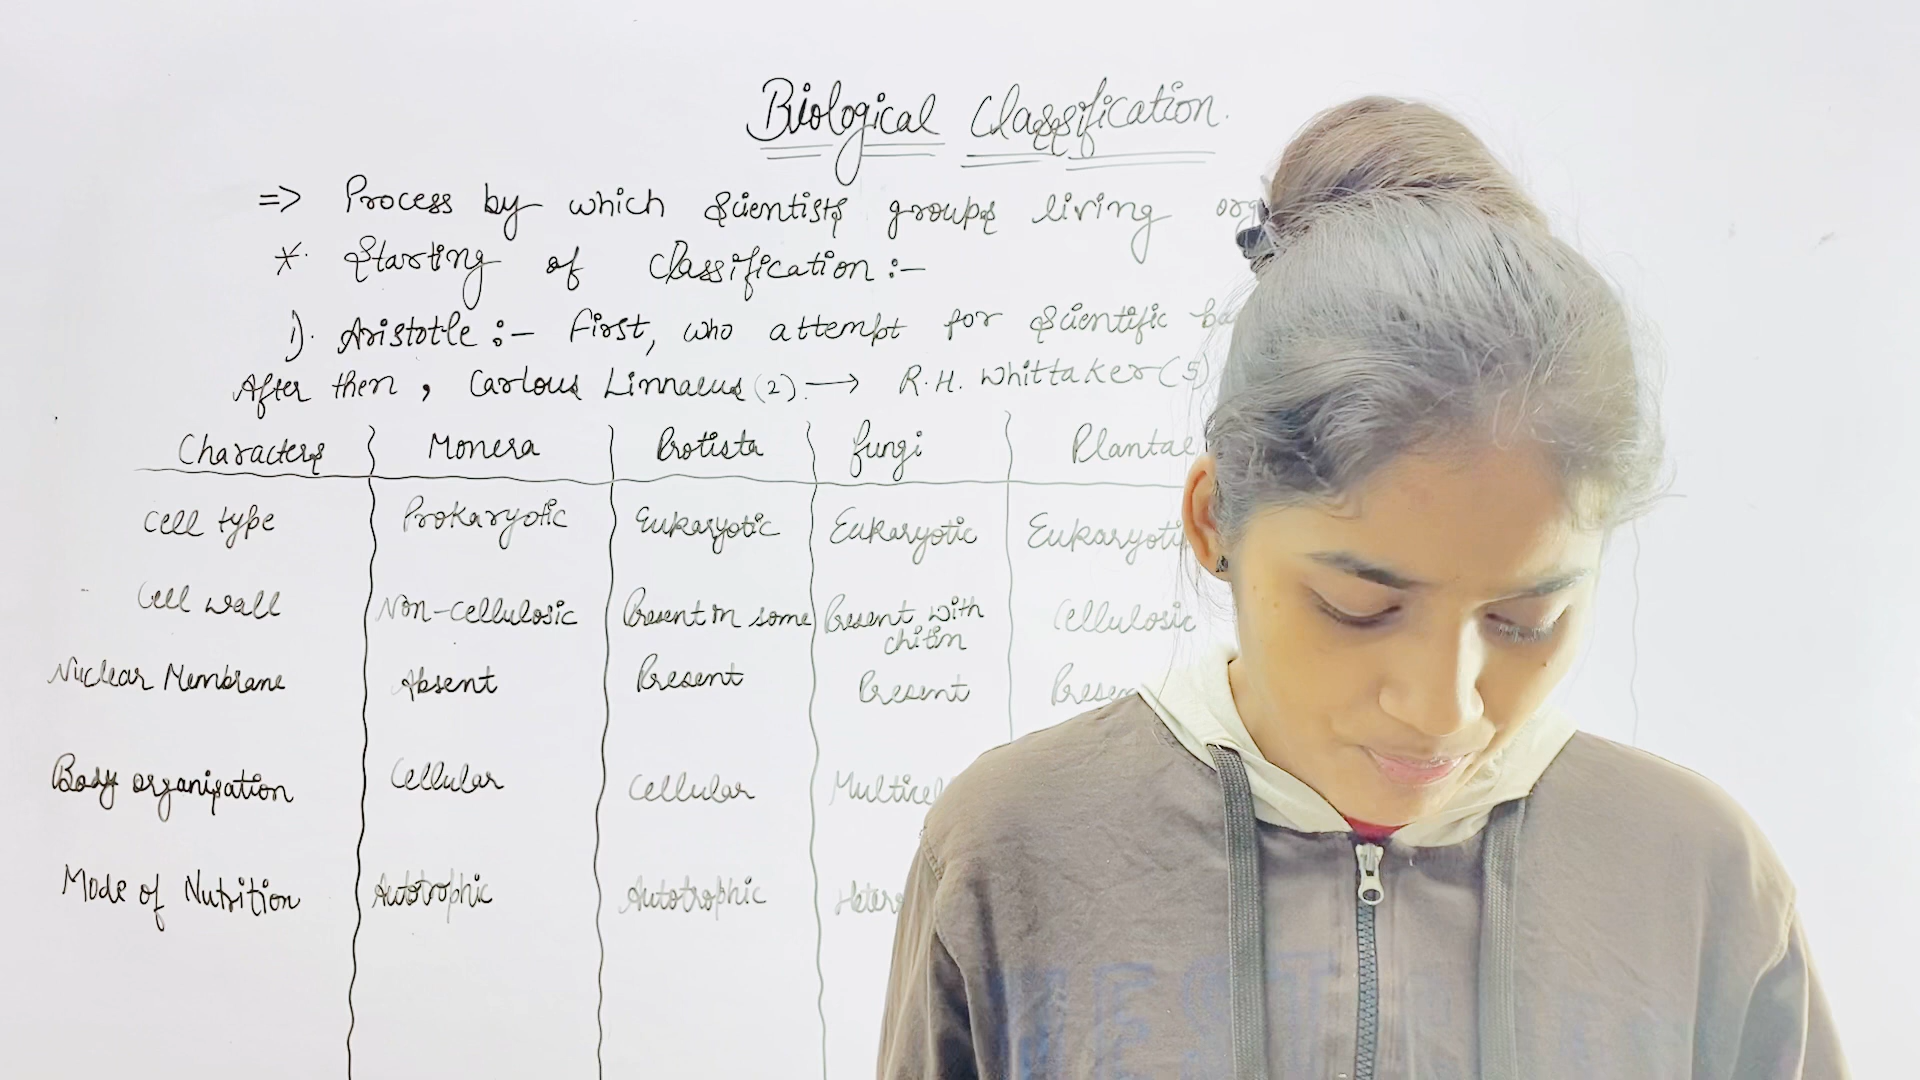 Biological Classification.
=> Process by which Scientists groups living
* Starting of Classification :-
1). Aristotle :- First, who attempt for Scientific
After then, Carlous Linnaeus (2). → R.H. Whittaker (5)
Characters Monera Protista fungi Plantae
Cell type Prokaryotic Eukaryotic Eukaryotic Eukaryotic
Cell wall Non-cellulosic Present in some Present with chitin Cellulosic
Nuclear Membrane Absent Present Present
Body organisation Cellular Cellular
Mode of Nutrition Autotrophic Autotrophic